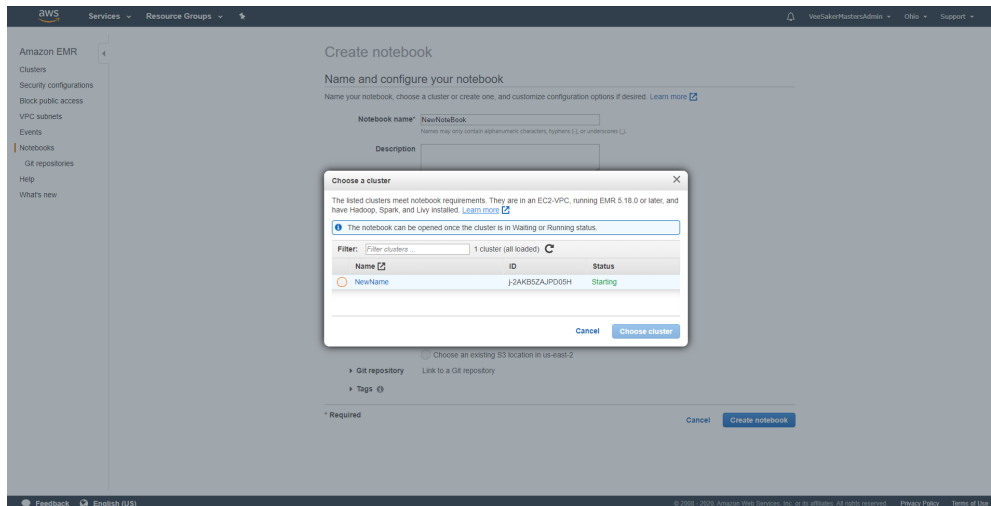 aws Services Resource Groups VeeSakerMastersAdmin Ohio Support
Amazon EMR
Clusters
Security configurations
Block public access
VPC subnets
Events
Notebooks
Git repositories
Help
What's new
Create notebook
Name and configure your notebook
Name your notebook, choose a cluster or create one, and customize configuration options if desired. Learn more
Notebook name* NawNoteBook
Names may only contain alphanumeric characters, hyphens (-), or underscores (_).
Description
Choose a cluster
The listed clusters meet notebook requirements. They are in an EC2-VPC, running EMR 5.18.0 or later, and
have Hadoop, Spark, and Livy installed. Learn more
The notebook can be opened once the cluster is in Waiting or Running status.
Filter: Filter clusters ... 1 cluster (all loaded)
Name ID Status
NewName j-2AKB5ZAJPD05H Starting
Cancel Choose cluster
Choose an existing S3 location in us-east-2
Git repository Link to a Git repository
Tags
* Required
Cancel Create notebook
Feedback English (US) © 2008 - 2020, Amazon Web Services, Inc. or its affiliates. All rights reserved. Privacy Policy Terms of Use